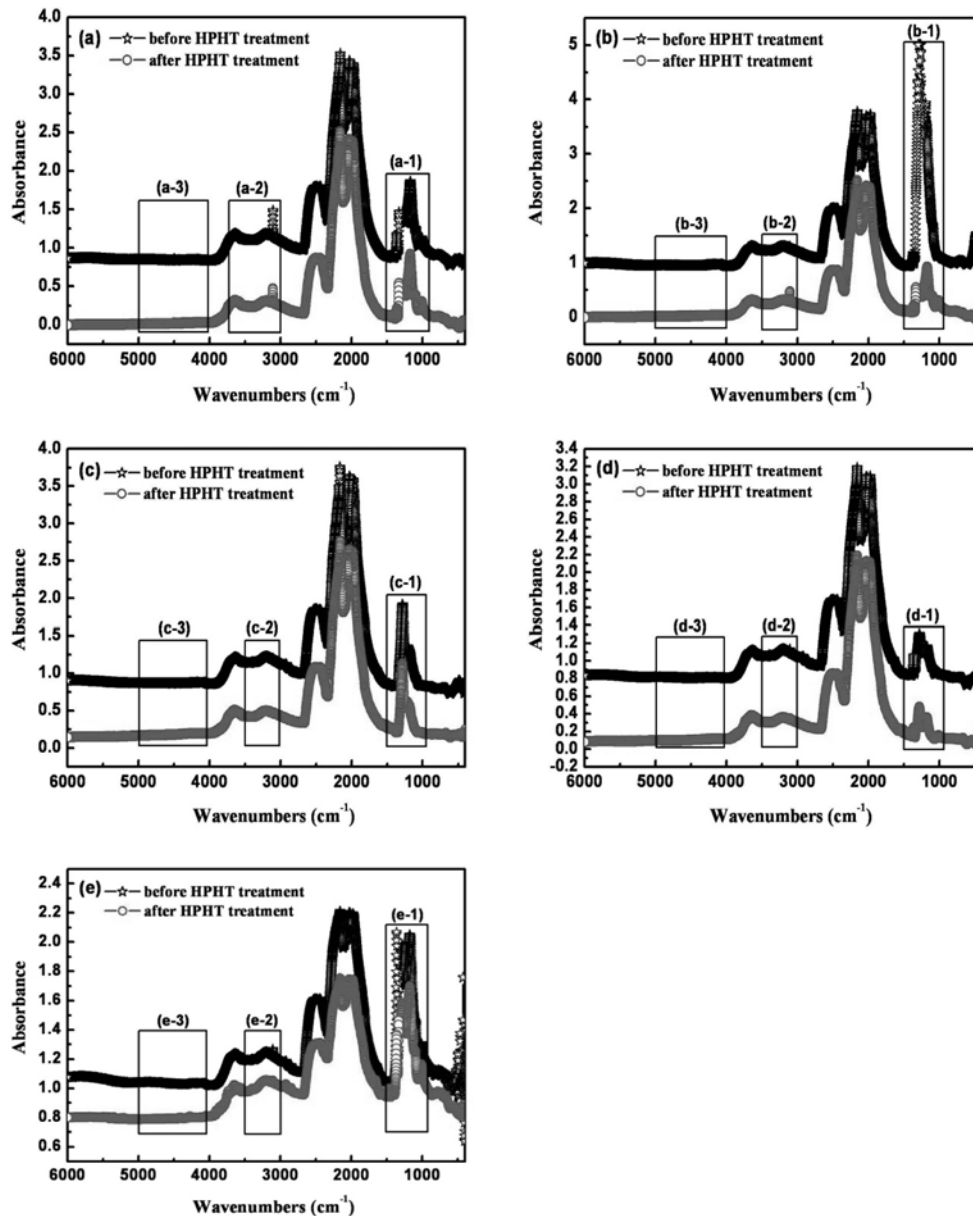 (a)
before HPHT treatment
after HPHT treatment
(a-1)
(a-2)
(a-3)
4.0
3.5
3.0
2.5
2.0
1.5
1.0
0.5
0.0
Absorbance
6000 5000 4000 3000 2000 1000
Wavenumbers (cm-1)
(b)
before HPHT treatment
after HPHT treatment
(b-1)
(b-2)
(b-3)
5
4
3
2
1
0
Absorbance
6000 5000 4000 3000 2000 1000
Wavenumbers (cm-1)
(c)
before HPHT treatment
after HPHT treatment
(c-1)
(c-2)
(c-3)
4.0
3.5
3.0
2.5
2.0
1.5
1.0
0.5
0.0
Absorbance
6000 5000 4000 3000 2000 1000
Wavenumbers (cm-1)
(d)
before HPHT treatment
after HPHT treatment
(d-1)
(d-2)
(d-3)
3.4
3.2
3.0
2.8
2.6
2.4
2.2
2.0
1.8
1.6
1.4
1.2
1.0
0.8
0.6
0.4
0.2
0.0
-0.2
Absorbance
6000 5000 4000 3000 2000 1000
Wavenumbers (cm-1)
(e)
before HPHT treatment
after HPHT treatment
(e-1)
(e-2)
(e-3)
2.4
2.2
2.0
1.8
1.6
1.4
1.2
1.0
0.8
0.6
Absorbance
6000 5000 4000 3000 2000 1000
Wavenumbers (cm-1)